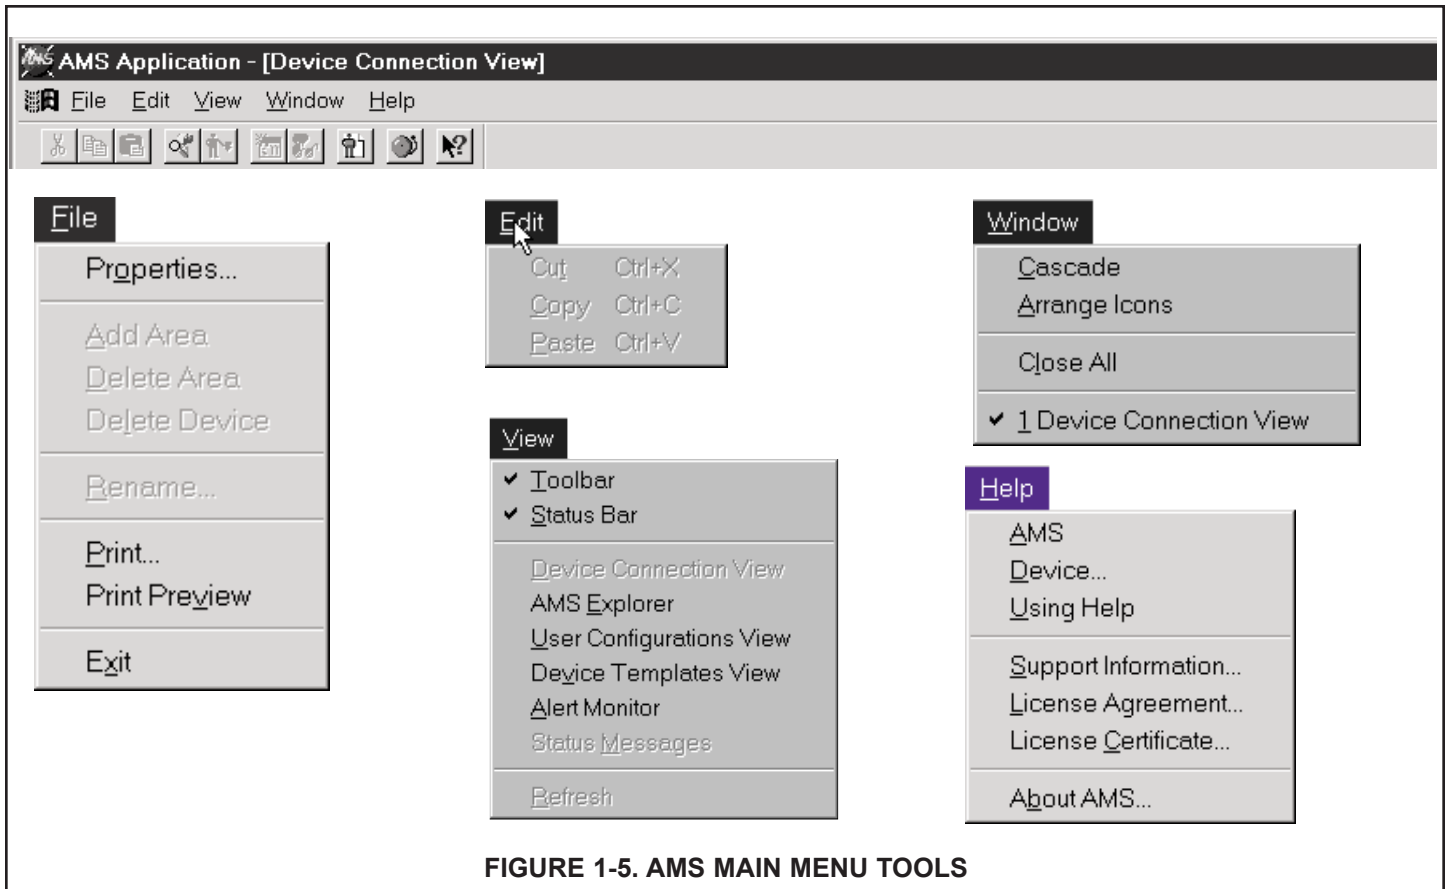 AMS Application - [Device Connection View]
File Edit View Window Help
File
Properties...
Add Area
Delete Area
Delete Device
Rename...
Print...
Print Preview
Exit
Edit
Cut Ctrl+X
Copy Ctrl+C
Paste Ctrl+V
View
Toolbar
Status Bar
Device Connection View
AMS Explorer
User Configurations View
Device Templates View
Alert Monitor
Status Messages
Refresh
Window
Cascade
Arrange Icons
Close All
1 Device Connection View
Help
AMS
Device...
Using Help
Support Information...
License Agreement...
License Certificate...
About AMS...
FIGURE 1-5. AMS MAIN MENU TOOLS